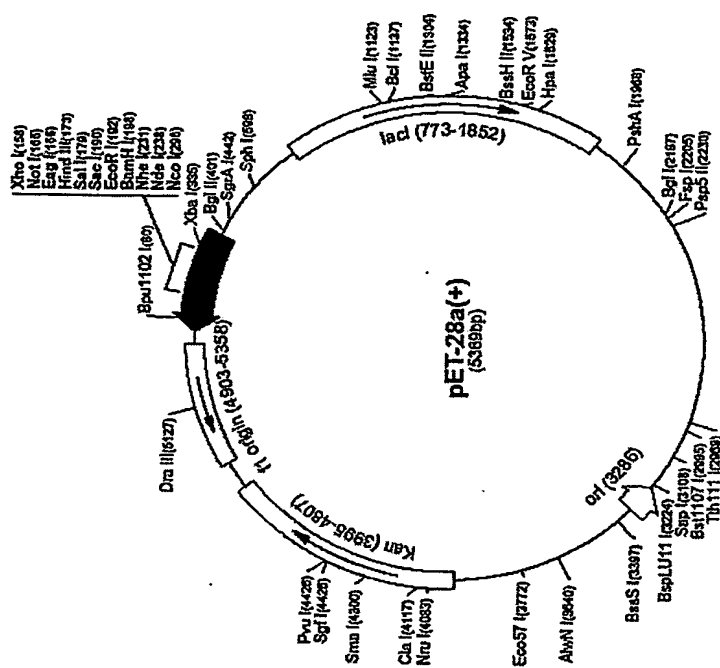 Xho I(158)
Not I(166)
Eag I(166)
Hind III(173)
Sal I(179)
Sac I(190)
EcoR I(192)
BamH I(198)
Nhe I(231)
Nde I(238)
Nco I(296)
Xba I(335)
Bgl II(401)
SgrA I(442)
Sph I(598)
Bpu1102 I(80)
Mlu I(1123)
Bcl I(1137)
BstE II(1304)
Apa I(1334)
BssH II(1534)
EcoR V(1573)
Hpa I(1629)
lacI (773-1852)
PshA I(1968)
Bgl I(2187)
Fsp I(2205)
Psp5 II(2230)
pET-28a(+)
(5369bp)
Dra III(5127)
f1 origin (4903-5358)
Kan (3995-4807)
Pvu I(4426)
Sgf I(4426)
Sma I(4300)
Cla I(4117)
Nru I(4083)
Eco57 I(3772)
AlwN I(3640)
ori (3286)
BssS I(3397)
BspLU11 I(3224)
Sap I(3108)
Bst1107 I(2995)
Tth111 I(2969)